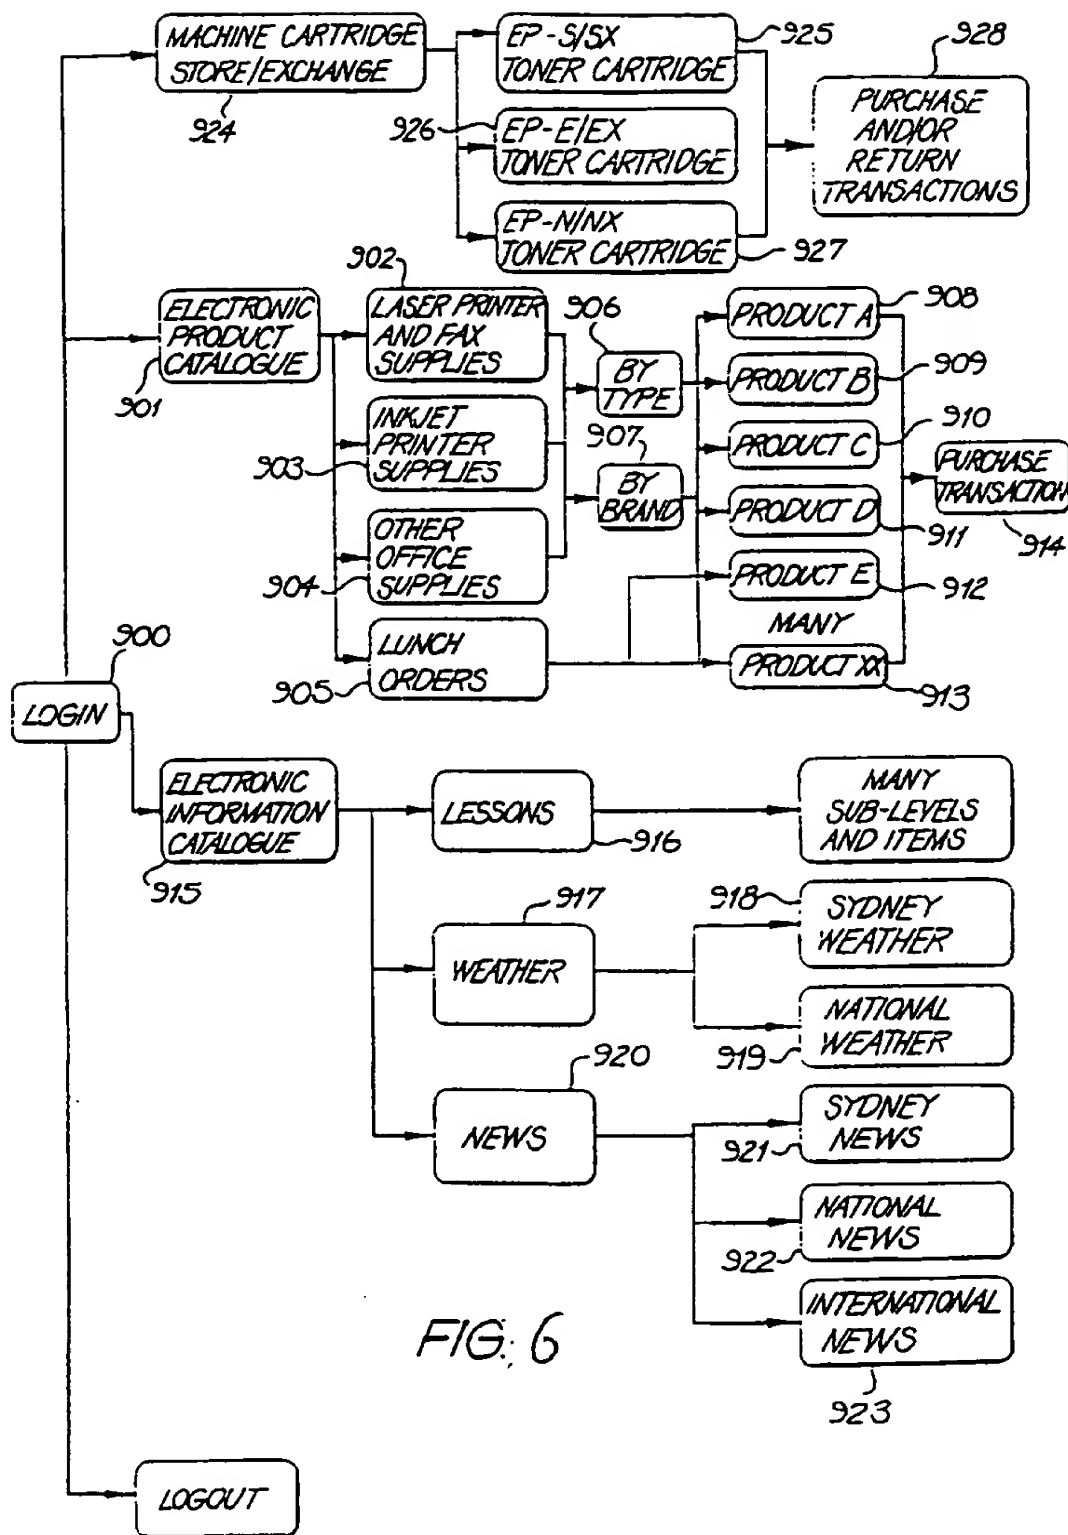 MACHINE CARTRIDGE
STORE/EXCHANGE
924
EP-S/SX
TONER CARTRIDGE
925
926
EP-E/EX
TONER CARTRIDGE
EP-N/NX
TONER CARTRIDGE
927
928
PURCHASE
AND/OR
RETURN
TRANSACTIONS
ELECTRONIC
PRODUCT
CATALOGUE
901
902
LASER PRINTER
AND FAX
SUPPLIES
INKJET
PRINTER
SUPPLIES
903
OTHER
OFFICE
SUPPLIES
904
LUNCH
ORDERS
905
906
BY
TYPE
907
BY
BRAND
PRODUCT A
908
PRODUCT B
909
PRODUCT C
910
PRODUCT D
911
PRODUCT E
912
MANY
PRODUCT XX
913
PURCHASE
TRANSACTION
914
900
LOGIN
ELECTRONIC
INFORMATION
CATALOGUE
915
LESSONS
916
MANY
SUB-LEVELS
AND ITEMS
917
WEATHER
918
SYDNEY
WEATHER
NATIONAL
WEATHER
919
920
NEWS
SYDNEY
NEWS
921
NATIONAL
NEWS
922
INTERNATIONAL
NEWS
923
FIG. 6
LOGOUT